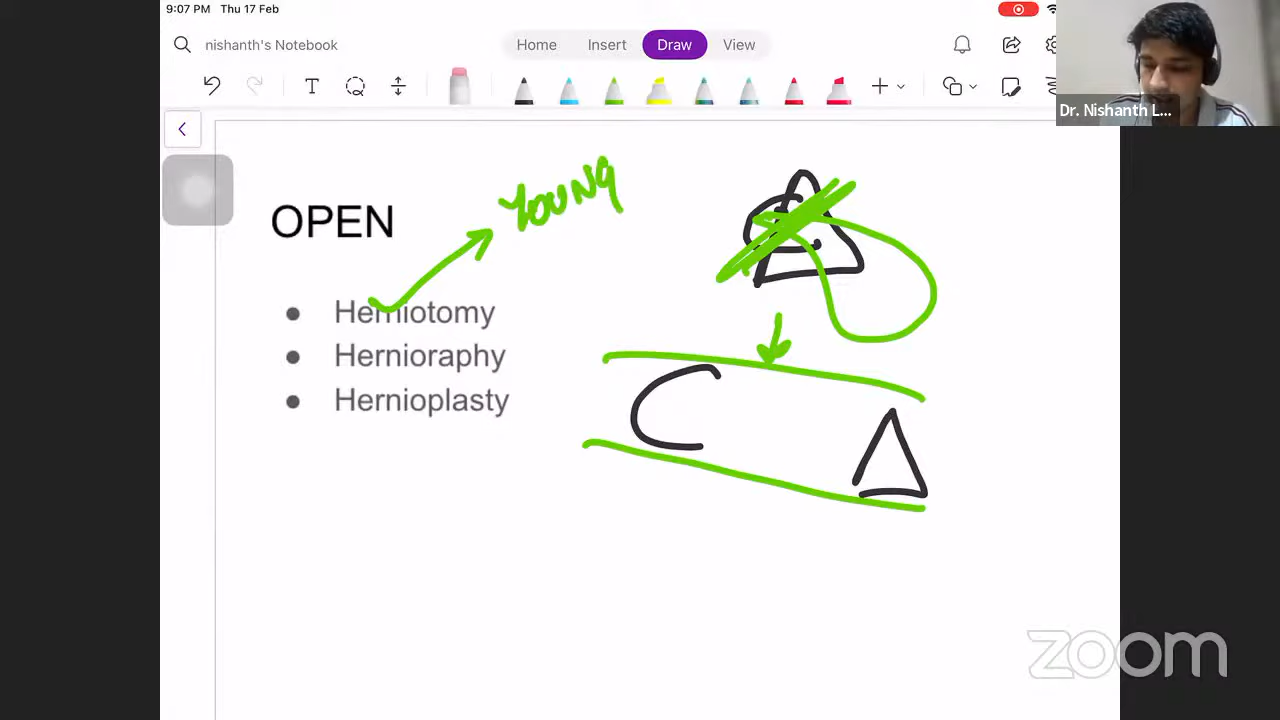 9:07 PM Thu 17 Feb
nishanth's Notebook
Home Insert Draw View
T
Dr. Nishanth L...
YOUNG
OPEN
Herniotomy
Hernioraphy
Hernioplasty
zoom